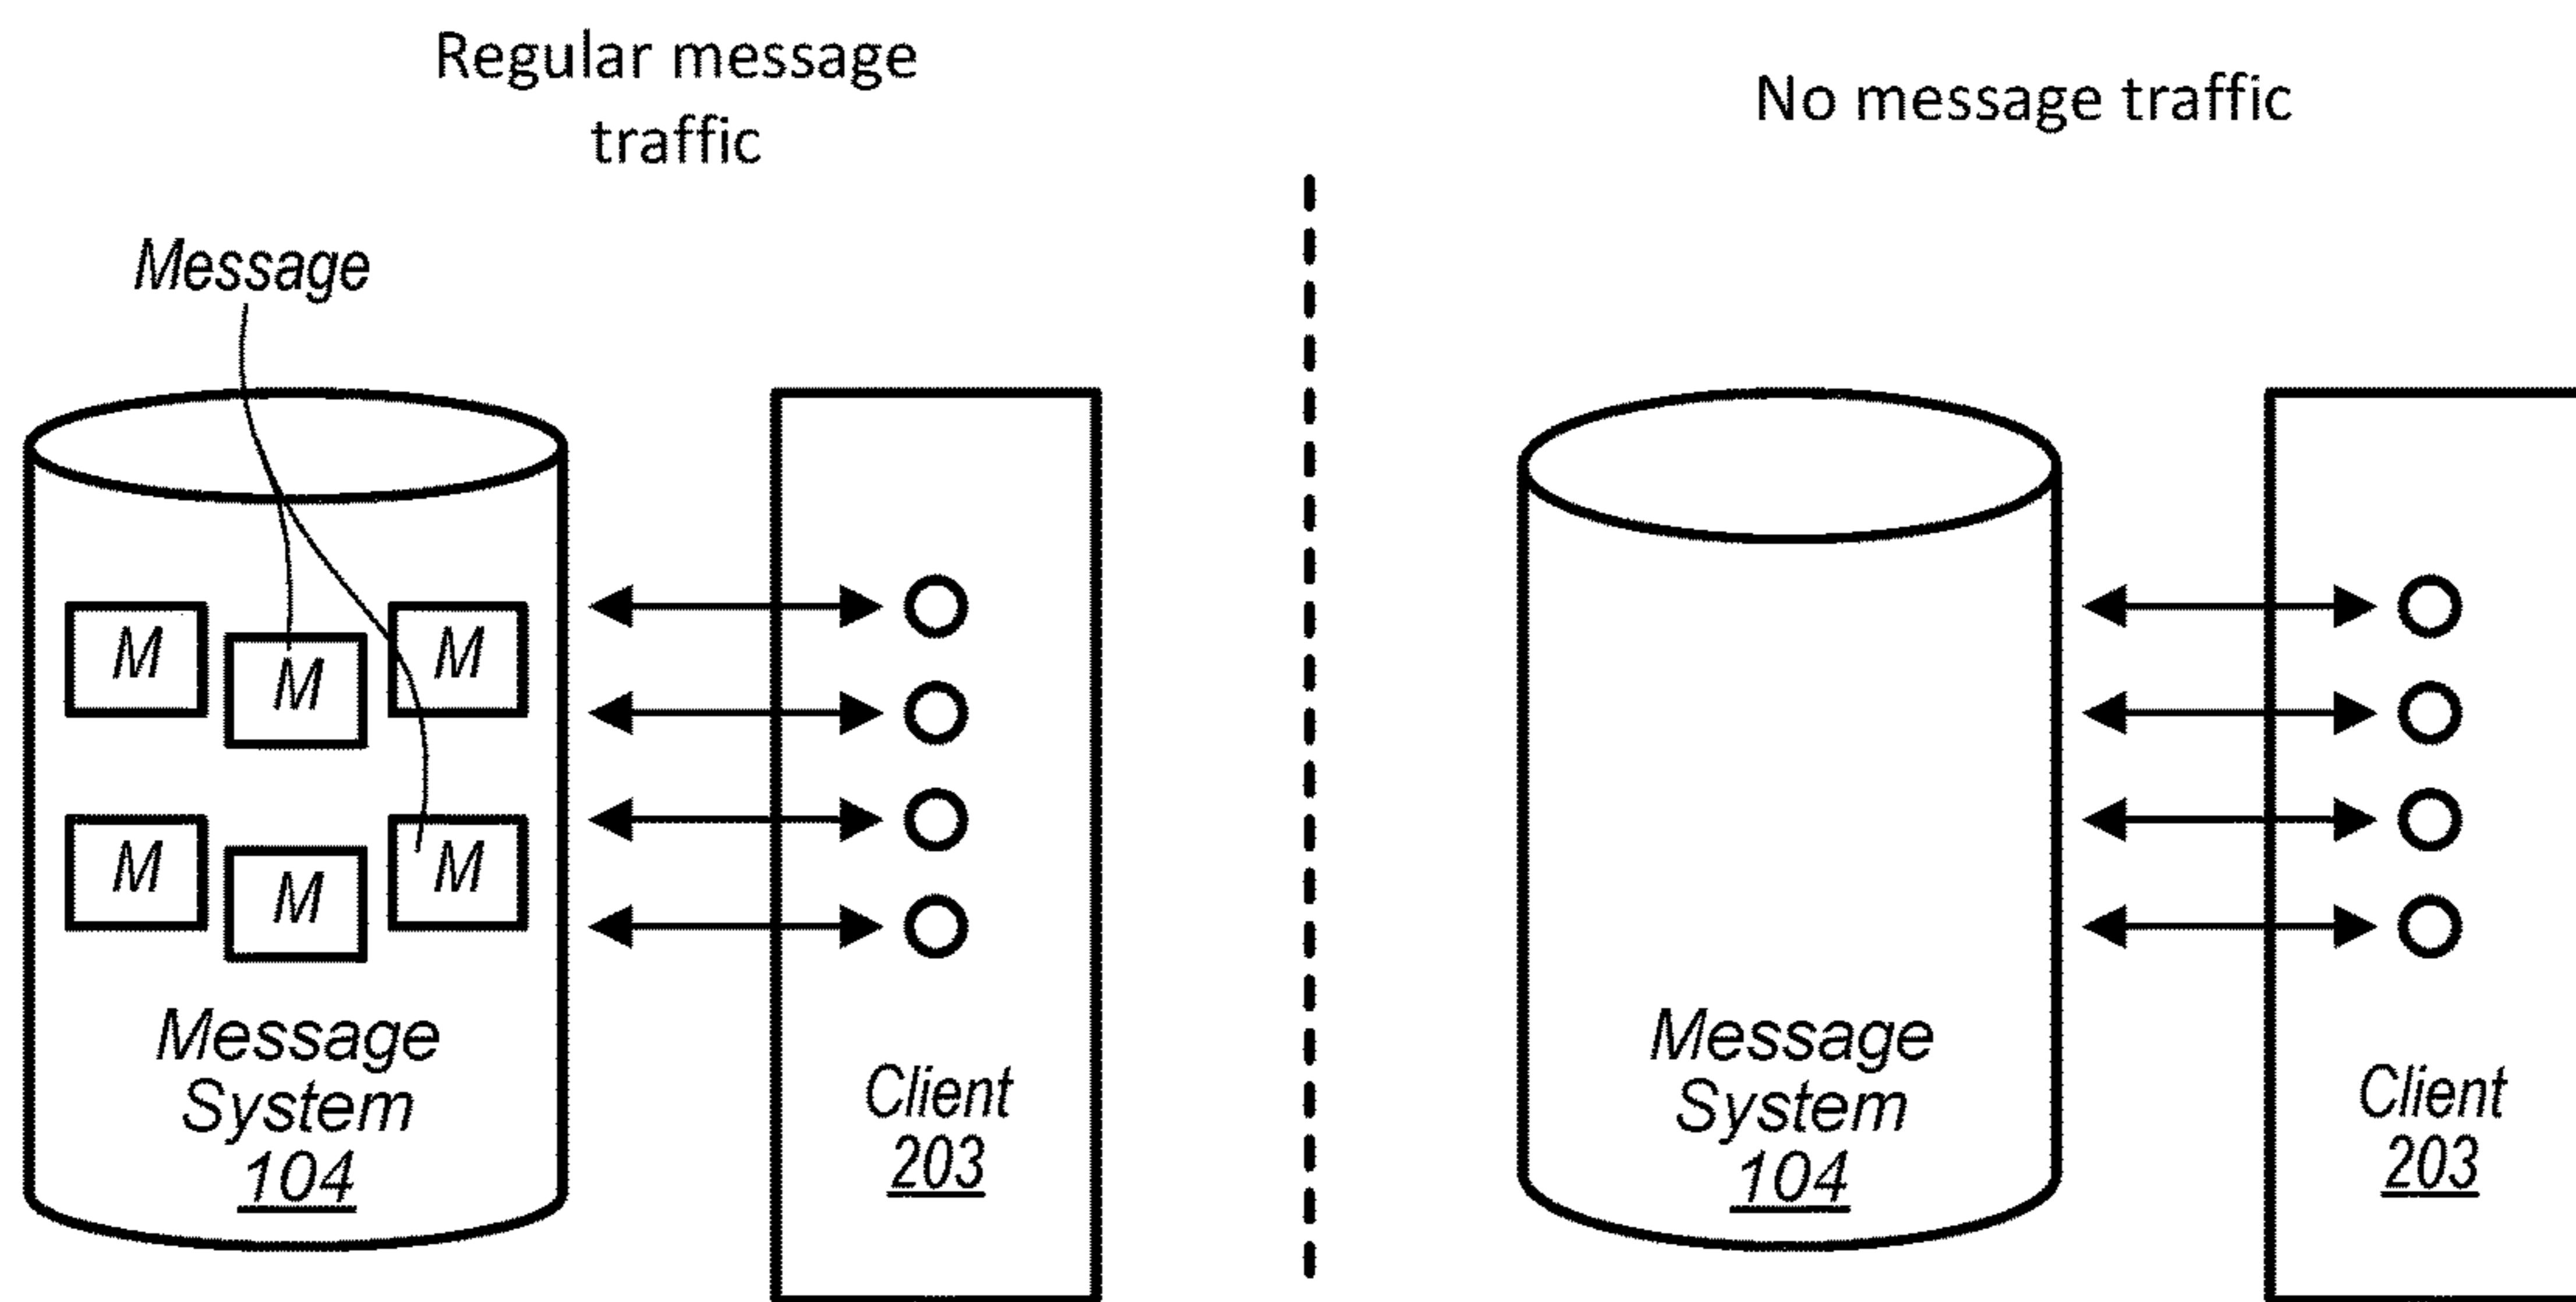 Regular message
traffic
Message
M
M
M
M
M
M
Message
System
104
Client
203
No message traffic
Message
System
104
Client
203